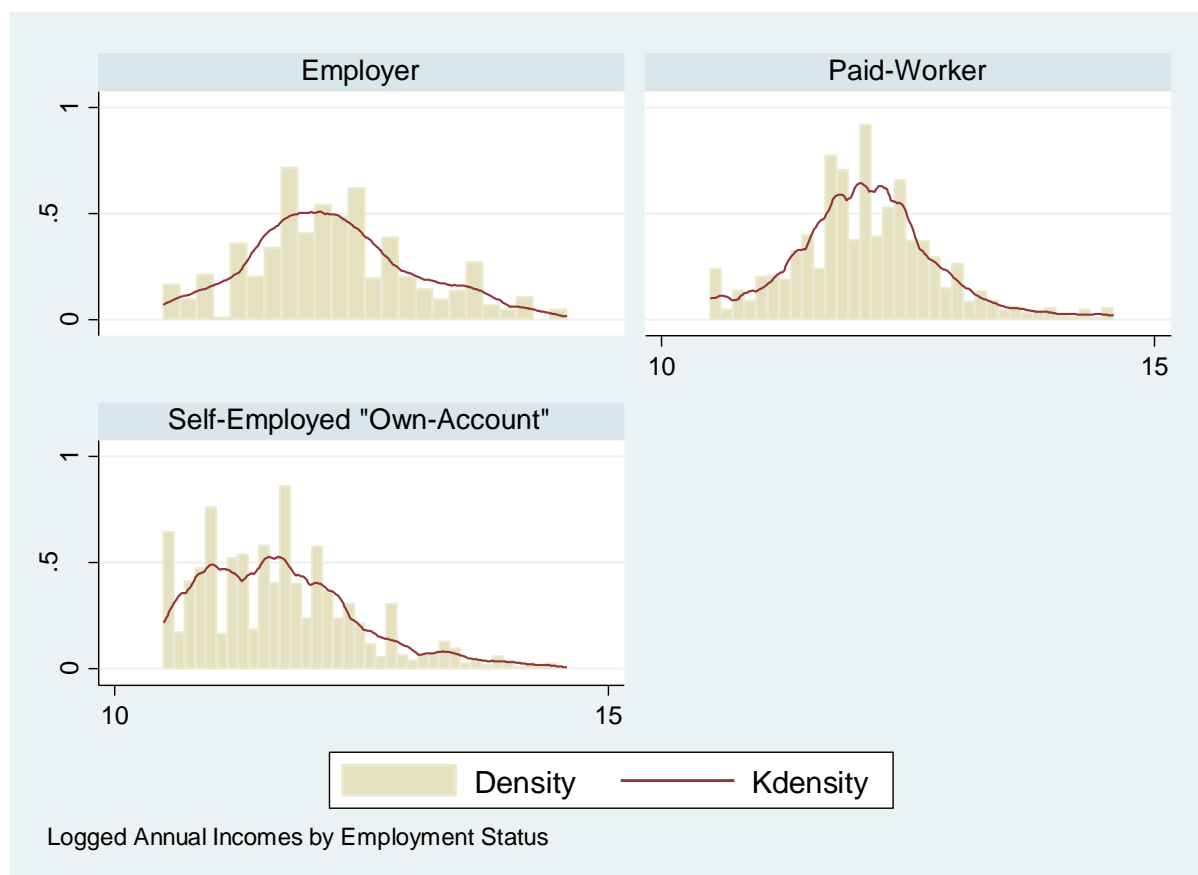 Employer
Paid-Worker
1
.5
0
10 15
Self-Employed "Own-Account"
1
.5
0
10 15
Density Kdensity
Logged Annual Incomes by Employment Status